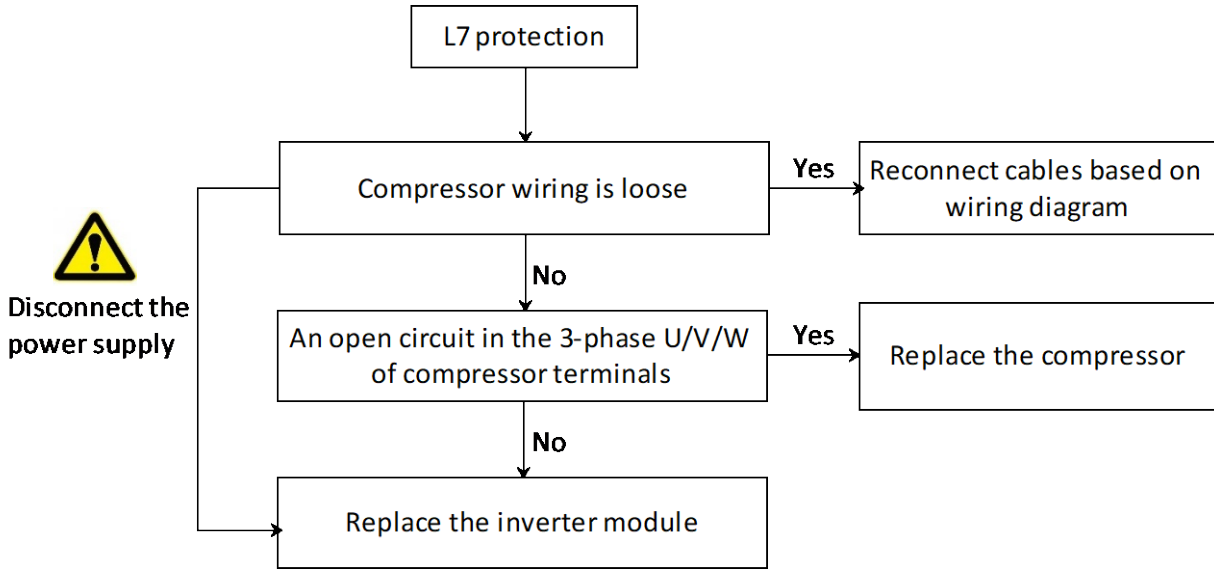 L7 protection
Compressor wiring is loose
Yes
Reconnect cables based on
wiring diagram
Disconnect the
power supply
No
An open circuit in the 3-phase U/V/W
of compressor terminals
Yes
Replace the compressor
No
Replace the inverter module